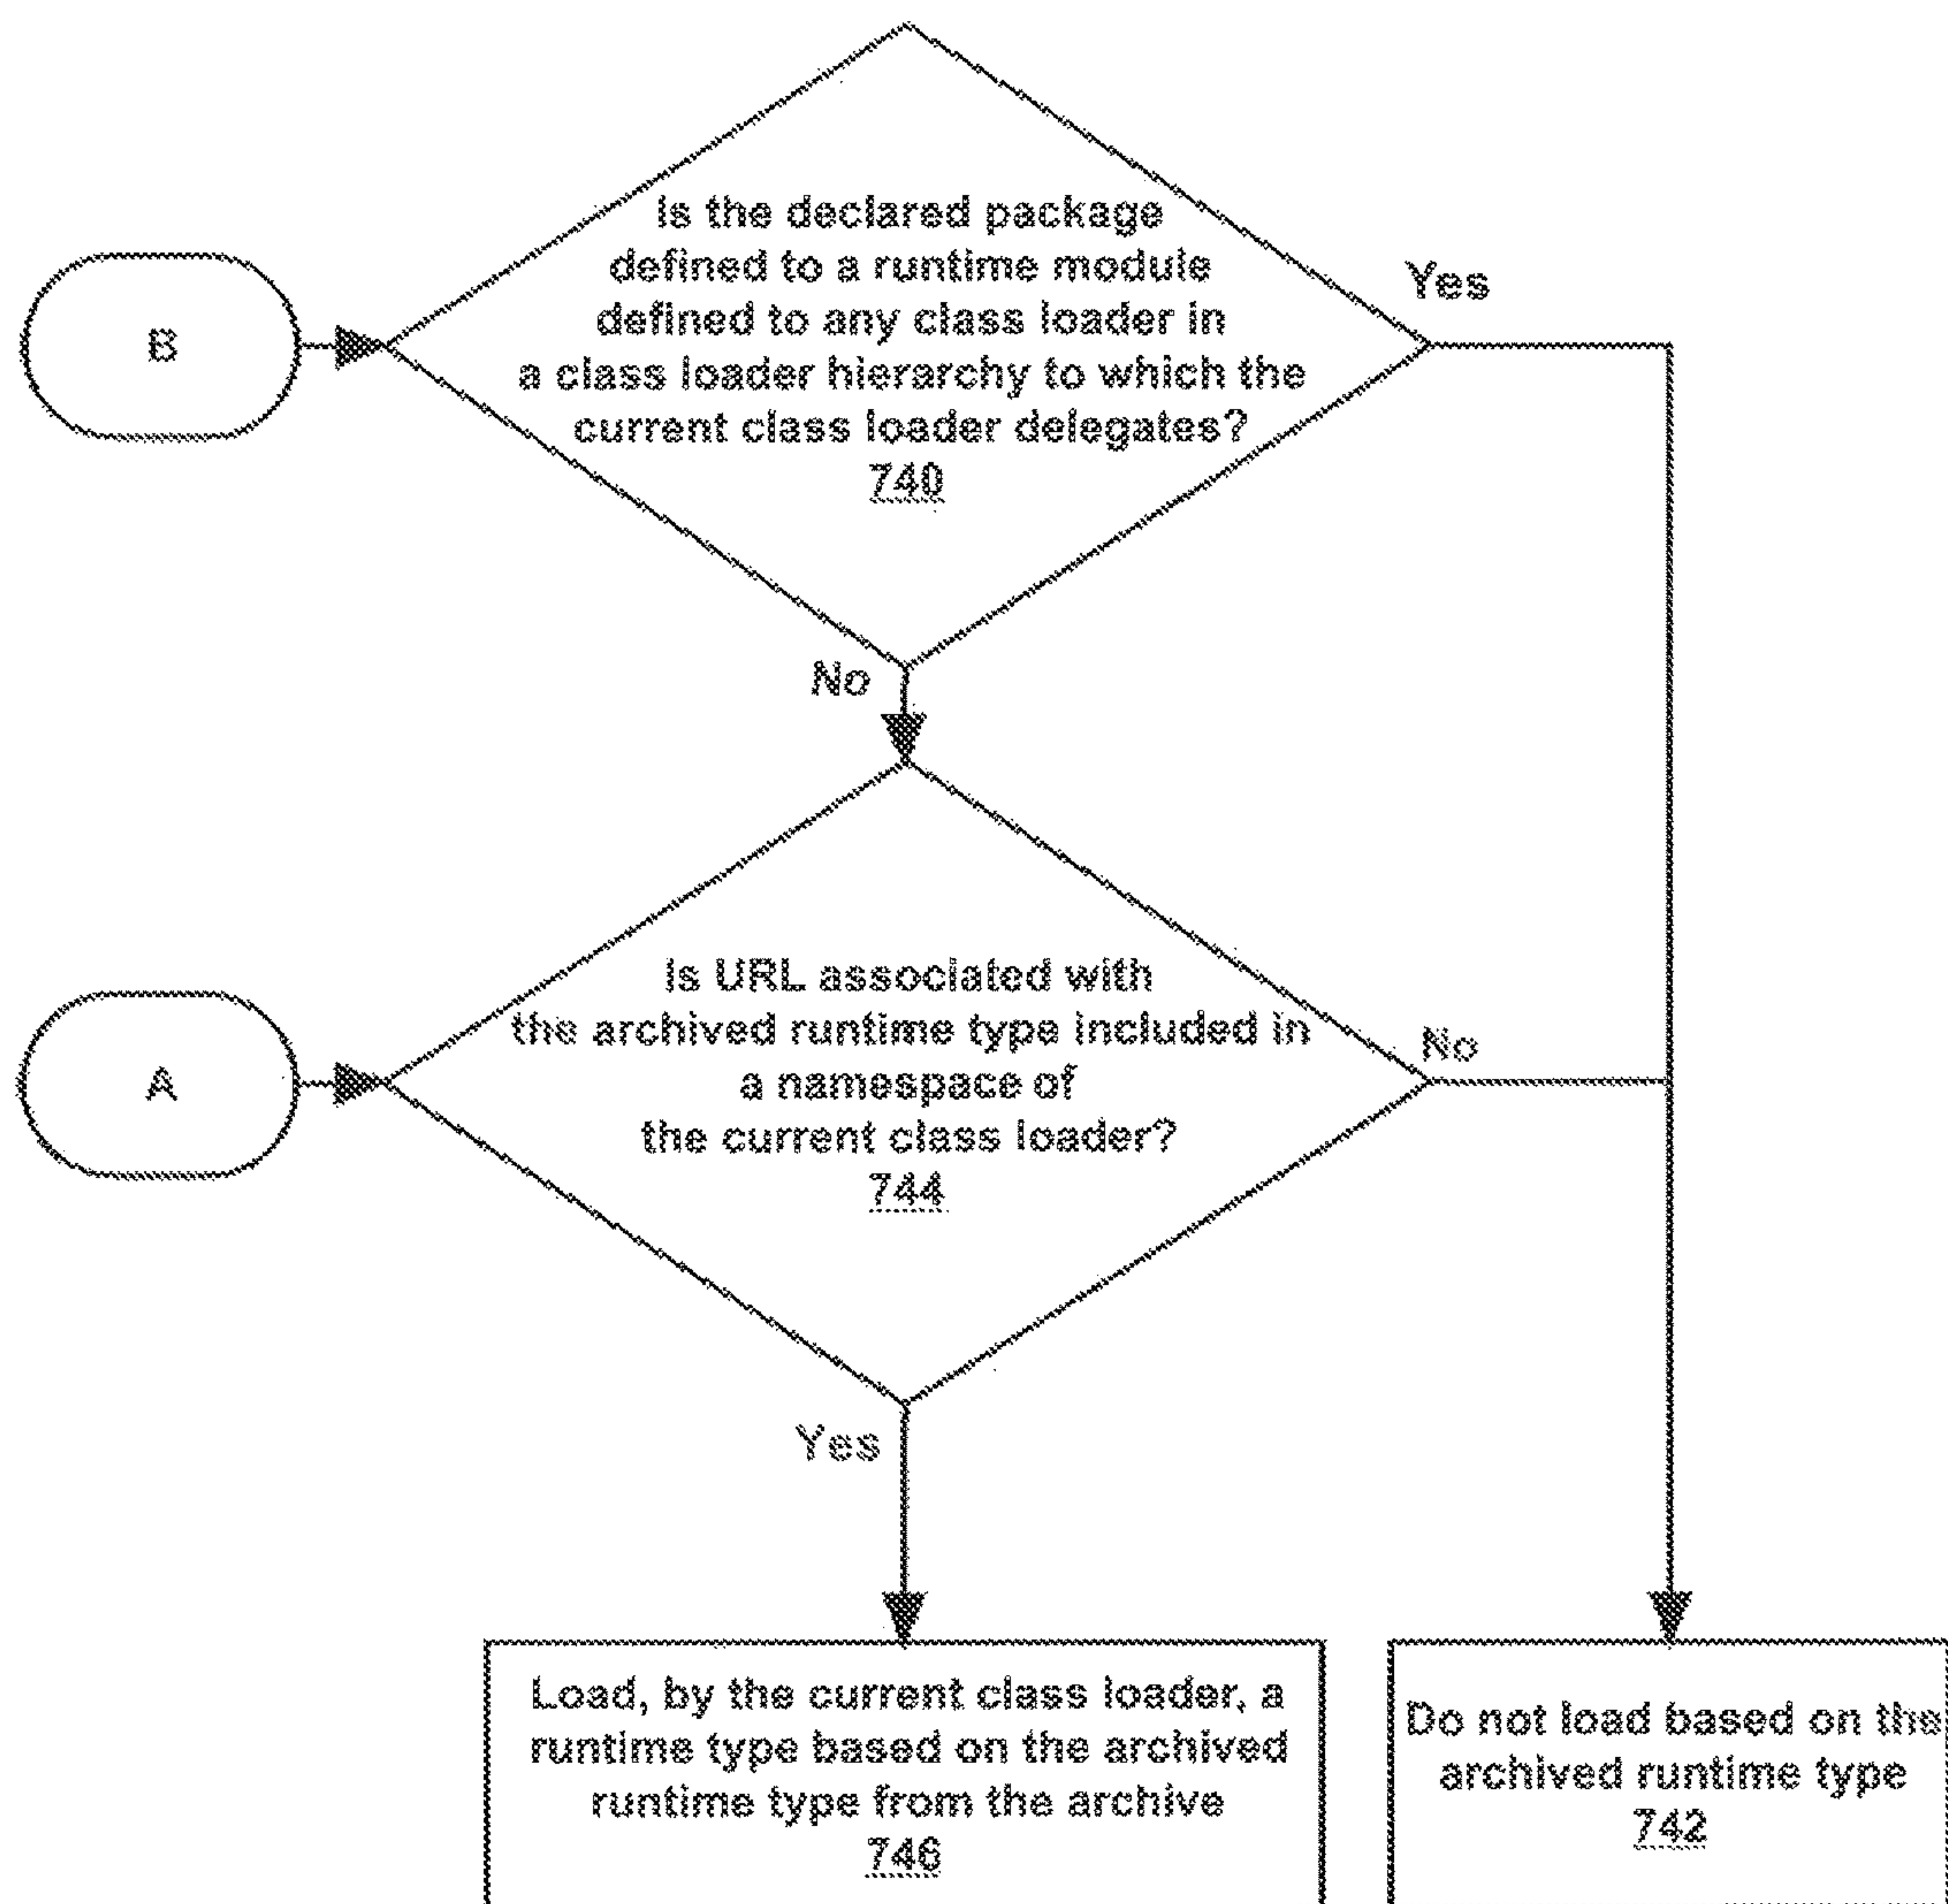 Is the declared package
defined to a runtime module
defined to any class loader in
a class loader hierarchy to which the
current class loader delegates?
740
Yes
B
No
Is URL associated with
the archived runtime type included in
a namespace of
the current class loader?
744
No
A
Yes
Load, by the current class loader, a
runtime type based on the archived
runtime type from the archive
746
Do not load based on the
archived runtime type
742